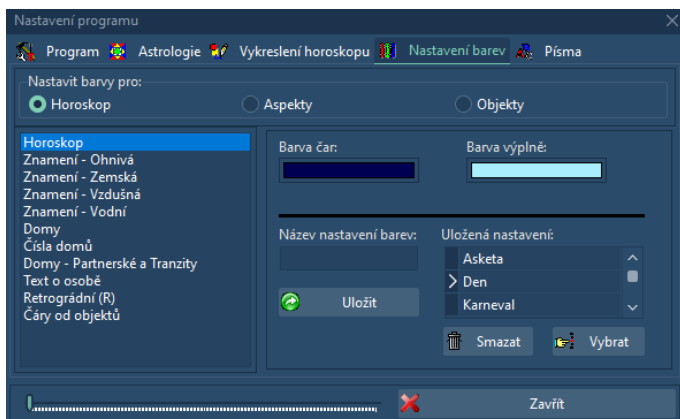 Nastavení programu
Program Astrologie Vykreslení horoskopu Nastavení barev Písma
Nastavit barvy pro:
Horoskop Aspekty Objekty
Horoskop
Znamení - Ohnivá
Znamení - Zemská
Znamení - Vzdušná
Znamení - Vodní
Domy
Čísla domů
Domy - Partnerské a Tranzity
Text o osobě
Retrográdní (R)
Čáry od objektů
Barva čar: Barva výplně:
Název nastavení barev: Uložená nastavení:
Asketa
Den
Karneval
Uložit
Smazat Vybrat
Zavřít